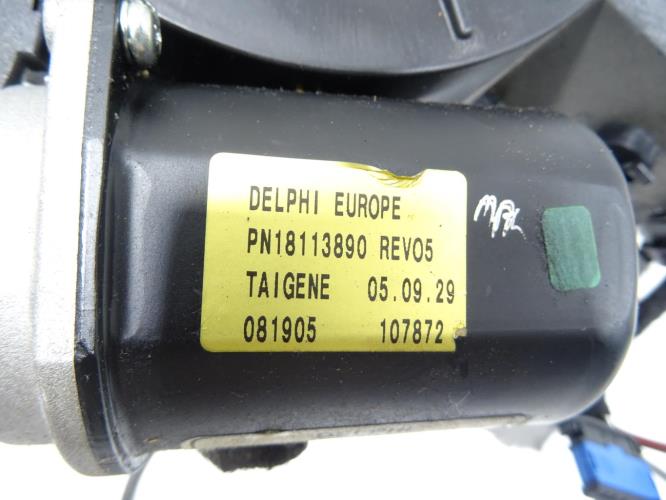 DELPHI EUROPE
PN18113890 REV05
TAIGENE 05.09.29
081905 107872